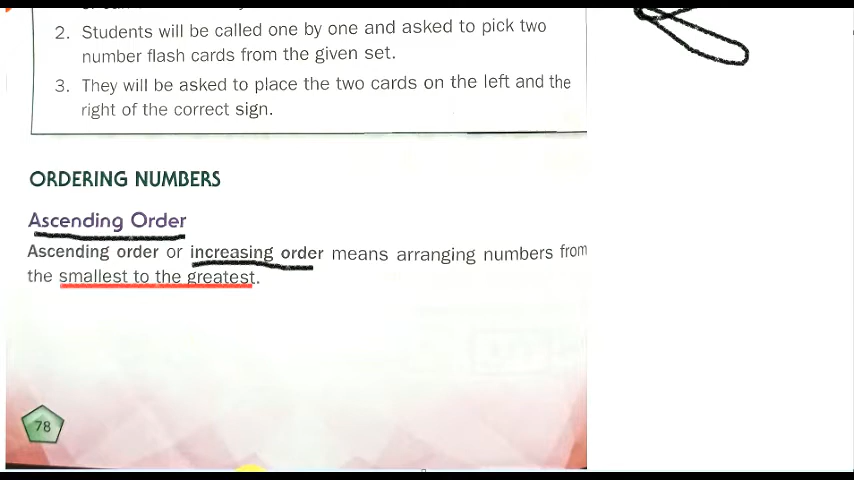 2. Students will be called one by one and asked to pick two
number flash cards from the given set.
3. They will be asked to place the two cards on the left and the
right of the correct sign.
ORDERING NUMBERS
Ascending Order
Ascending order or increasing order means arranging numbers from
the smallest to the greatest.
78